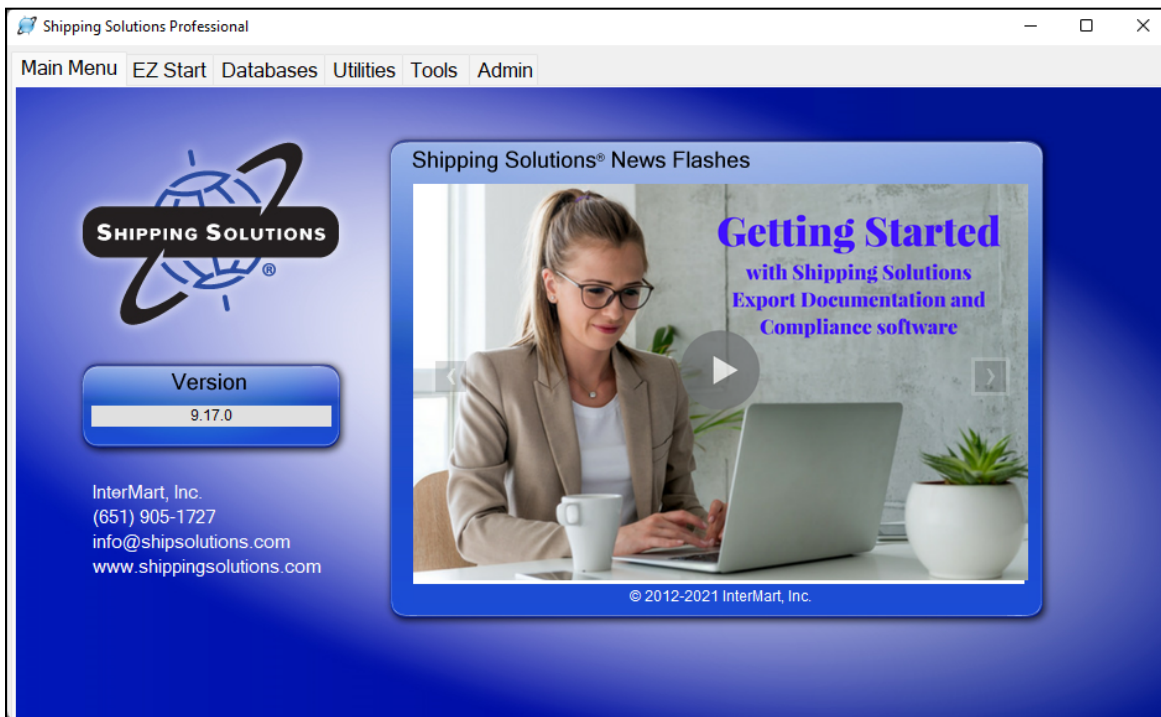 Shipping Solutions Professional
Main Menu EZ Start Databases Utilities Tools Admin
SHIPPING SOLUTIONS
®
Version
9.17.0
InterMart, Inc.
(651) 905-1727
info@shipsolutions.com
www.shippingsolutions.com
Shipping Solutions® News Flashes
Getting Started
with Shipping Solutions
Export Documentation and
Compliance software
© 2012-2021 InterMart, Inc.